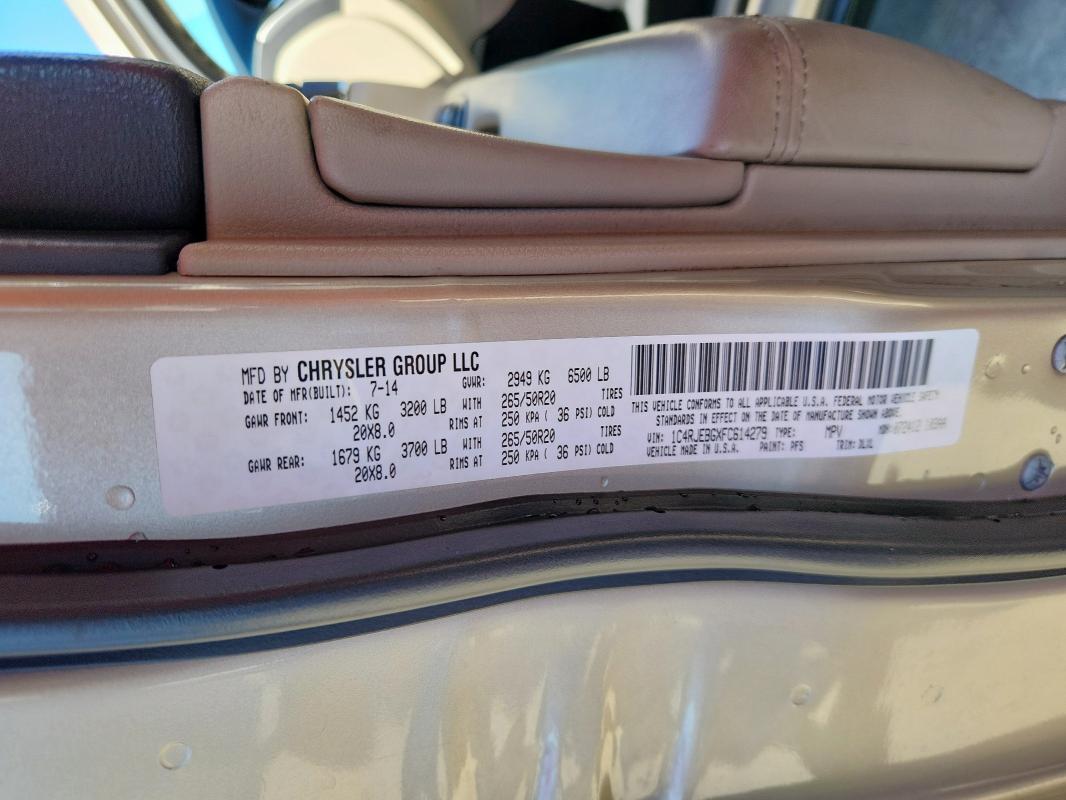 MFD BY CHRYSLER GROUP LLC
DATE OF MFR(BUILT): 7-14 GVWR: 2949 KG 6500 LB
GAWR FRONT: 1452 KG 3200 LB WITH 265/50R20 TIRES
20X8.0 RIMS AT 250 KPA ( 36 PSI) COLD
GAWR REAR: 1679 KG 3700 LB WITH 265/50R20 TIRES
20X8.0 RIMS AT 250 KPA ( 36 PSI) COLD
THIS VEHICLE CONFORMS TO ALL APPLICABLE U.S.A. FEDERAL MOTOR VEHICLE SAFETY
STANDARDS IN EFFECT ON THE DATE OF MANUFACTURE SHOWN ABOVE.
VIN: 1C4RJEBGXFC614279 TYPE: MPV MDH:
VEHICLE MADE IN U.S.A. PAINT: PFS TRIM: